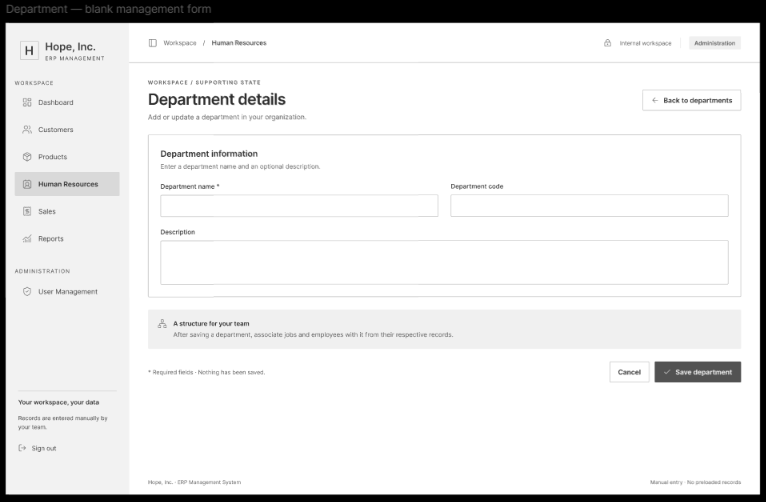 Department — blank management form
H
Hope, Inc.
ERP MANAGEMENT
WORKSPACE
Dashboard
Customers
Products
Human Resources
Sales
Reports
ADMINISTRATION
User Management
Your workspace, your data
Records are entered manually by
your team.
Sign out
Workspace / Human Resources
Internal workspace
Administration
WORKSPACE / SUPPORTING STATE
Department details
Add or update a department in your organization.
← Back to departments
Department information
Enter a department name and an optional description.
Department name *
Department code
Description
A structure for your team
After saving a department, associate jobs and employees with it from their respective records.
* Required fields · Nothing has been saved.
Cancel
Save department
Hope, Inc. · ERP Management System
Manual entry · No preloaded records